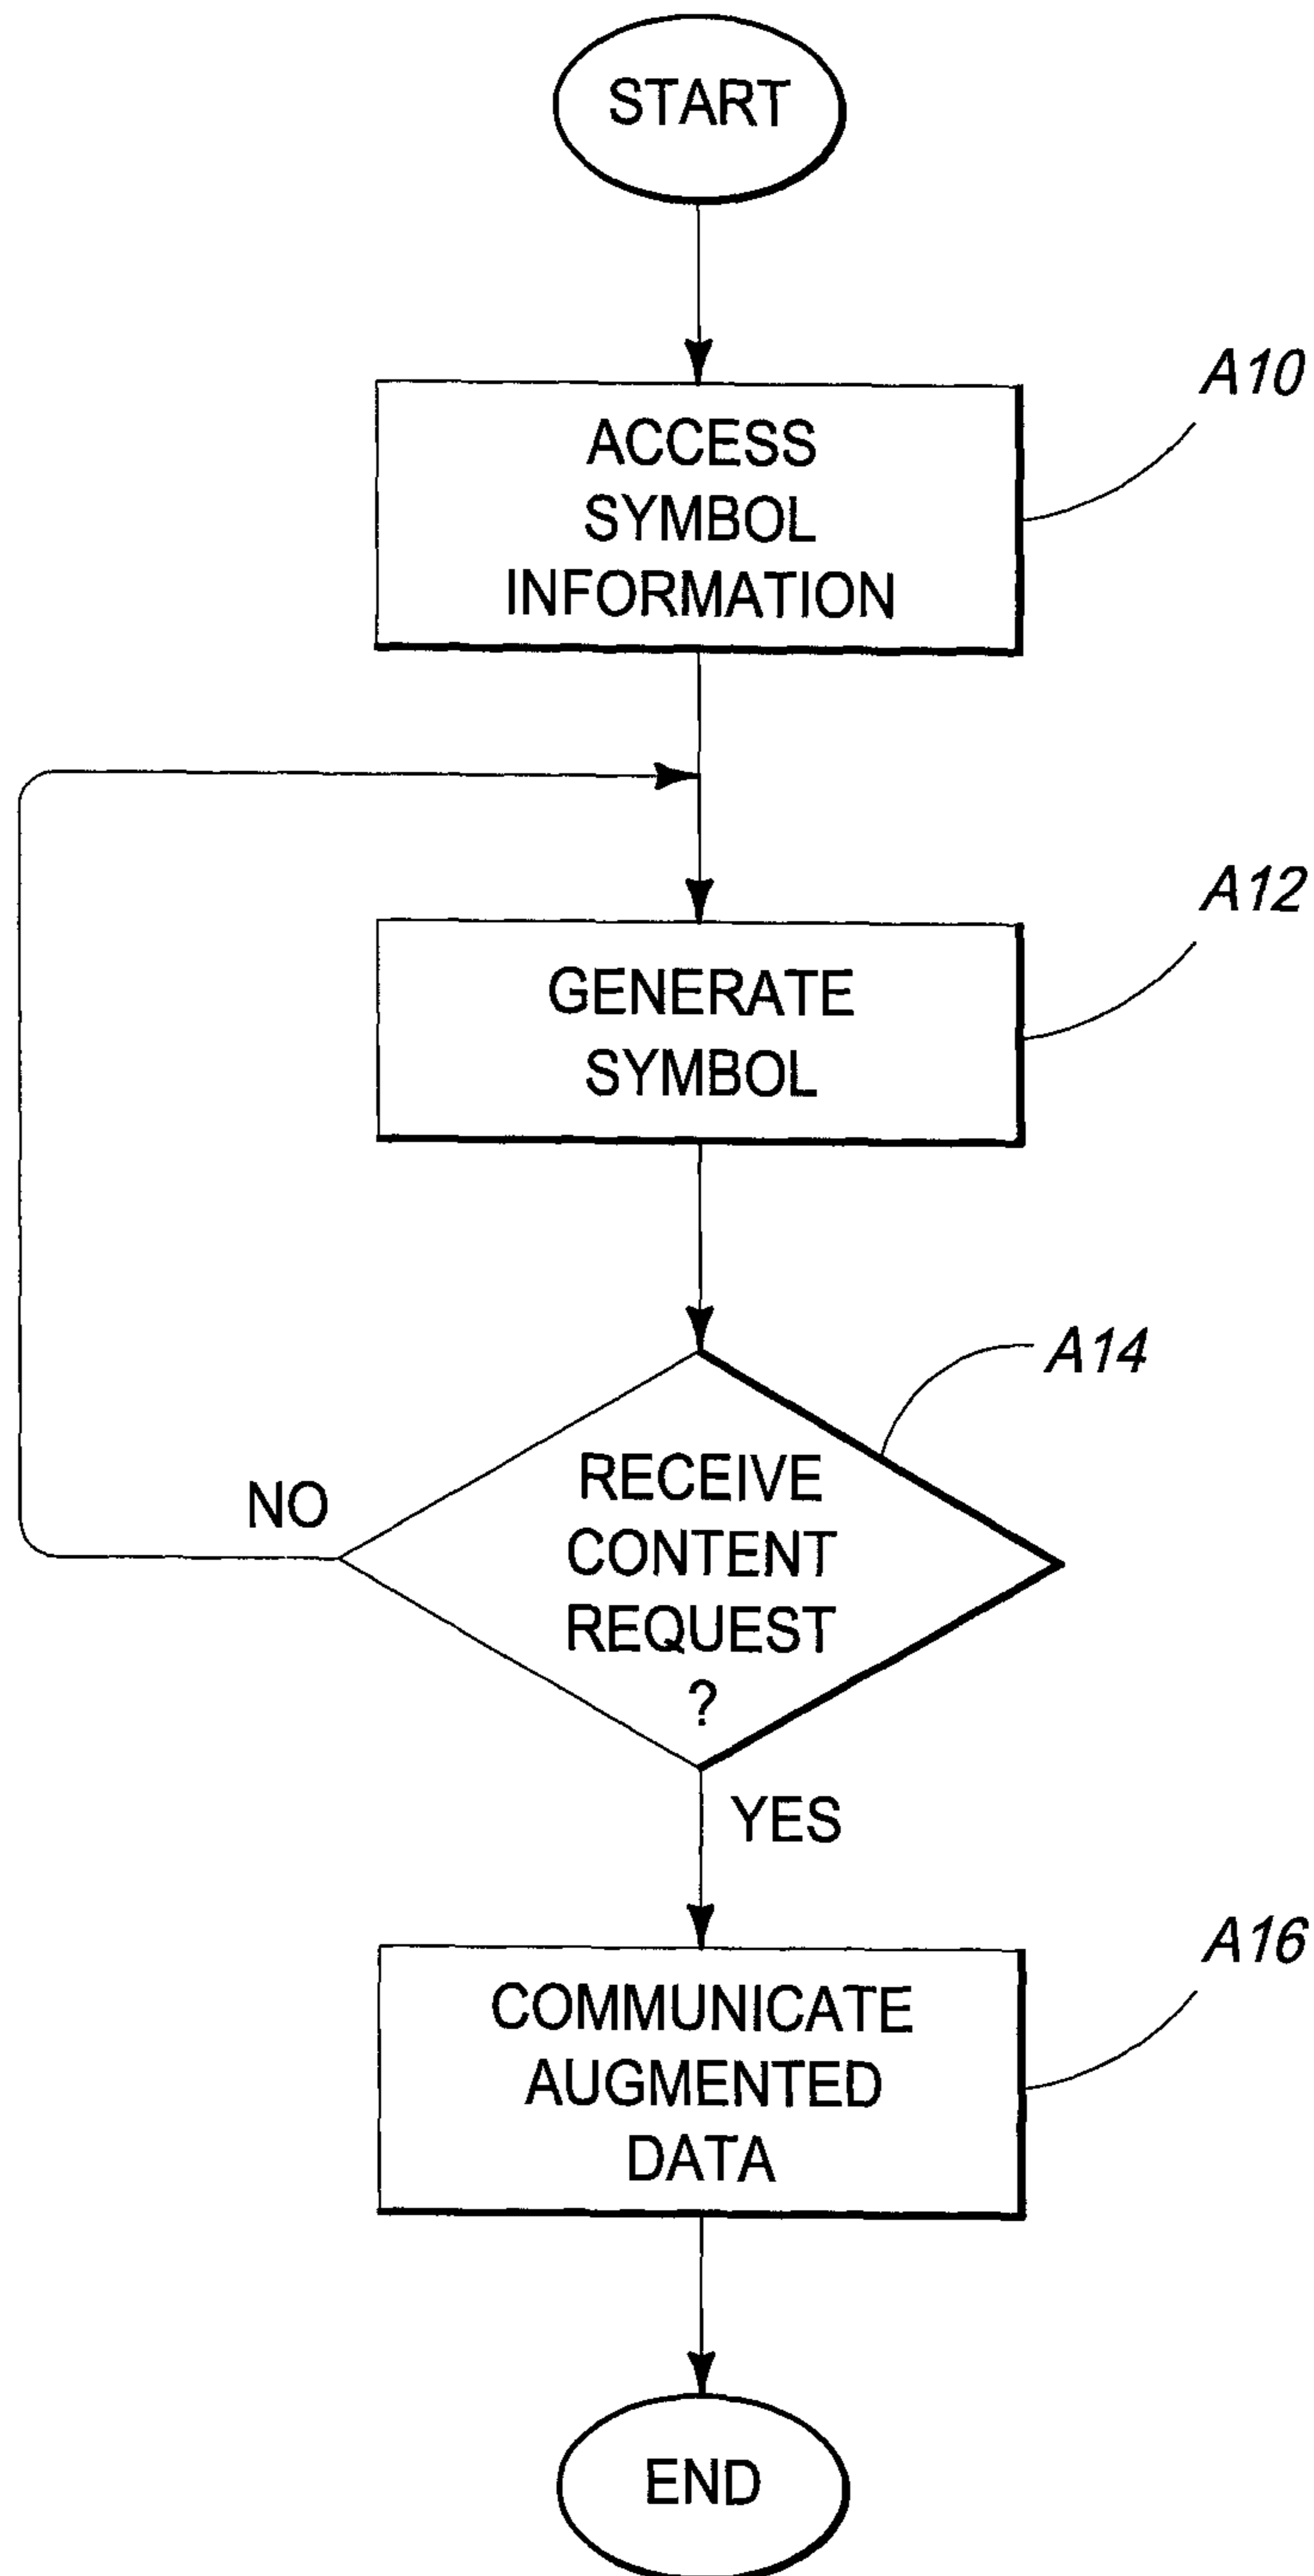 START
A10
ACCESS
SYMBOL
INFORMATION
A12
GENERATE
SYMBOL
A14
RECEIVE
CONTENT
REQUEST
?
NO
YES
A16
COMMUNICATE
AUGMENTED
DATA
END